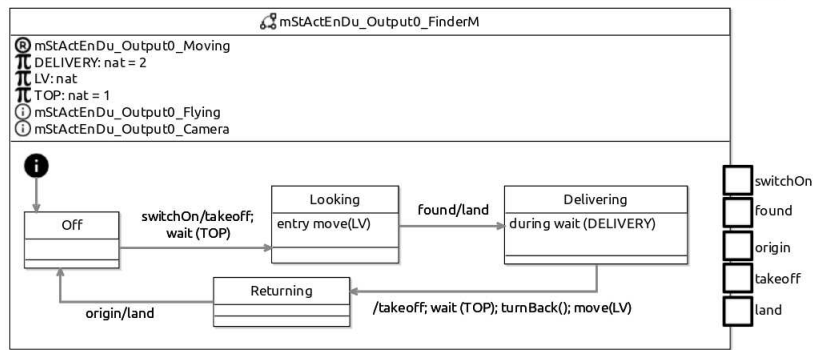 mStActEnDu_Output0_FinderM
mStActEnDu_Output0_Moving
DELIVERY: nat = 2
LV: nat
TOP: nat = 1
mStActEnDu_Output0_Flying
mStActEnDu_Output0_Camera
Off
switchOn/takeoff;
wait (TOP)
Looking
entry move(LV)
found/land
Delivering
during wait (DELIVERY)
Returning
origin/land
/takeoff; wait (TOP); turnBack(); move(LV)
switchOn
found
origin
takeoff
land